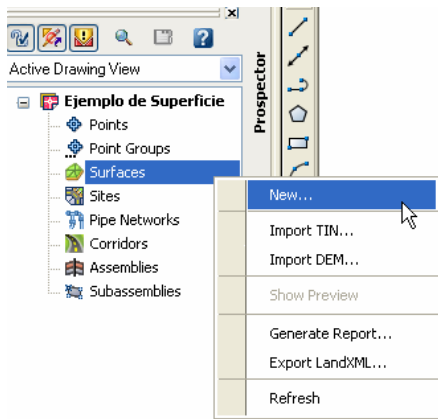 Active Drawing View
Prospector
Ejemplo de Superficie
Points
Point Groups
Surfaces
Sites
Pipe Networks
Corridors
Assemblies
Subassemblies
New...
Import TIN...
Import DEM...
Show Preview
Generate Report...
Export LandXML...
Refresh